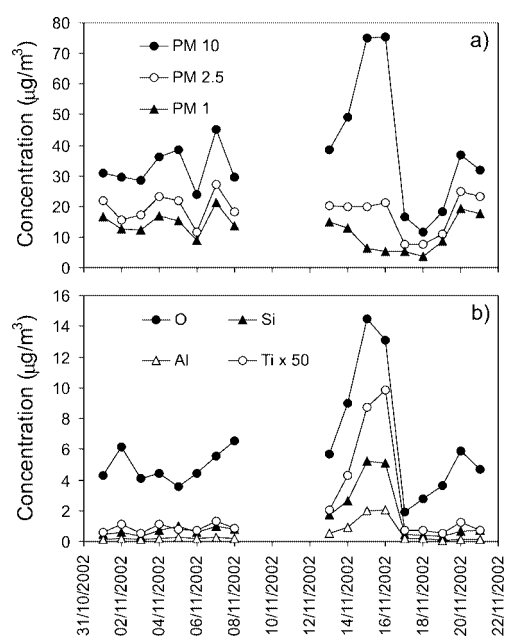 80
70
60
50
40
30
20
10
0
Concentration (µg/m³)
PM 10
PM 2.5
PM 1
a)
16
14
12
10
8
6
4
2
0
Concentration (µg/m³)
O
Si
Al
Ti x 50
b)
31/10/2002
02/11/2002
04/11/2002
06/11/2002
08/11/2002
10/11/2002
12/11/2002
14/11/2002
16/11/2002
18/11/2002
20/11/2002
22/11/2002